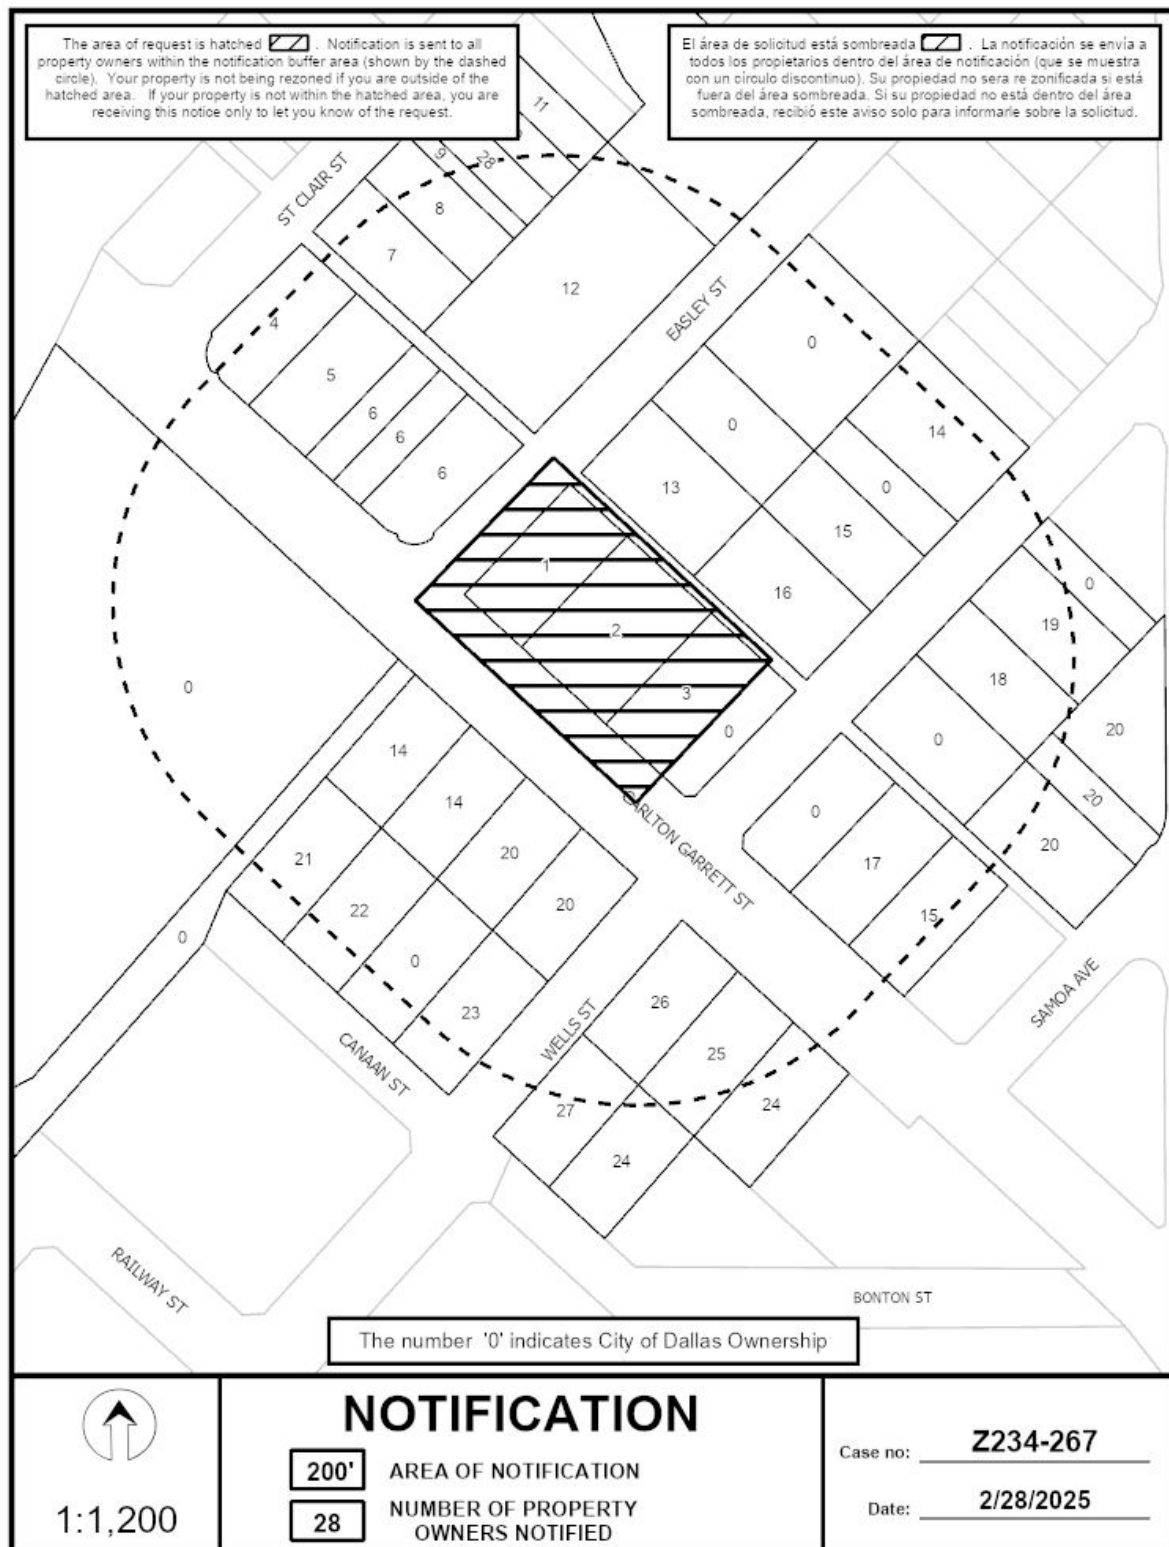 The area of request is hatched . Notification is sent to all
property owners within the notification buffer area (shown by the dashed
circle). Your property is not being rezoned if you are outside of the
hatched area. If your property is not within the hatched area, you are
receiving this notice only to let you know of the request.
El área de solicitud está sombreada . La notificación se envía a
todos los propietarios dentro del área de notificación (que se muestra
con un círculo discontinuo). Su propiedad no sera re zonificada si está
fuera del área sombreada. Si su propiedad no está dentro del área
sombreada, recibió este aviso solo para informarle sobre la solicitud.
11
28
9
8
7
ST CLAIR ST
12
EASLEY ST
4
5
6
6
6
0
0
14
13
0
15
16
1
2
3
0
0
19
18
0
20
20
20
0
14
14
20
20
21
22
0
23
0
CARLTON GARRETT ST
0
17
15
SAMOA AVE
26
25
24
27
24
WELLS ST
CANAAN ST
RAILWAY ST
BONTON ST
The number '0' indicates City of Dallas Ownership
1:1,200
NOTIFICATION
200' AREA OF NOTIFICATION
28 NUMBER OF PROPERTY
OWNERS NOTIFIED
Case no: Z234-267
Date: 2/28/2025